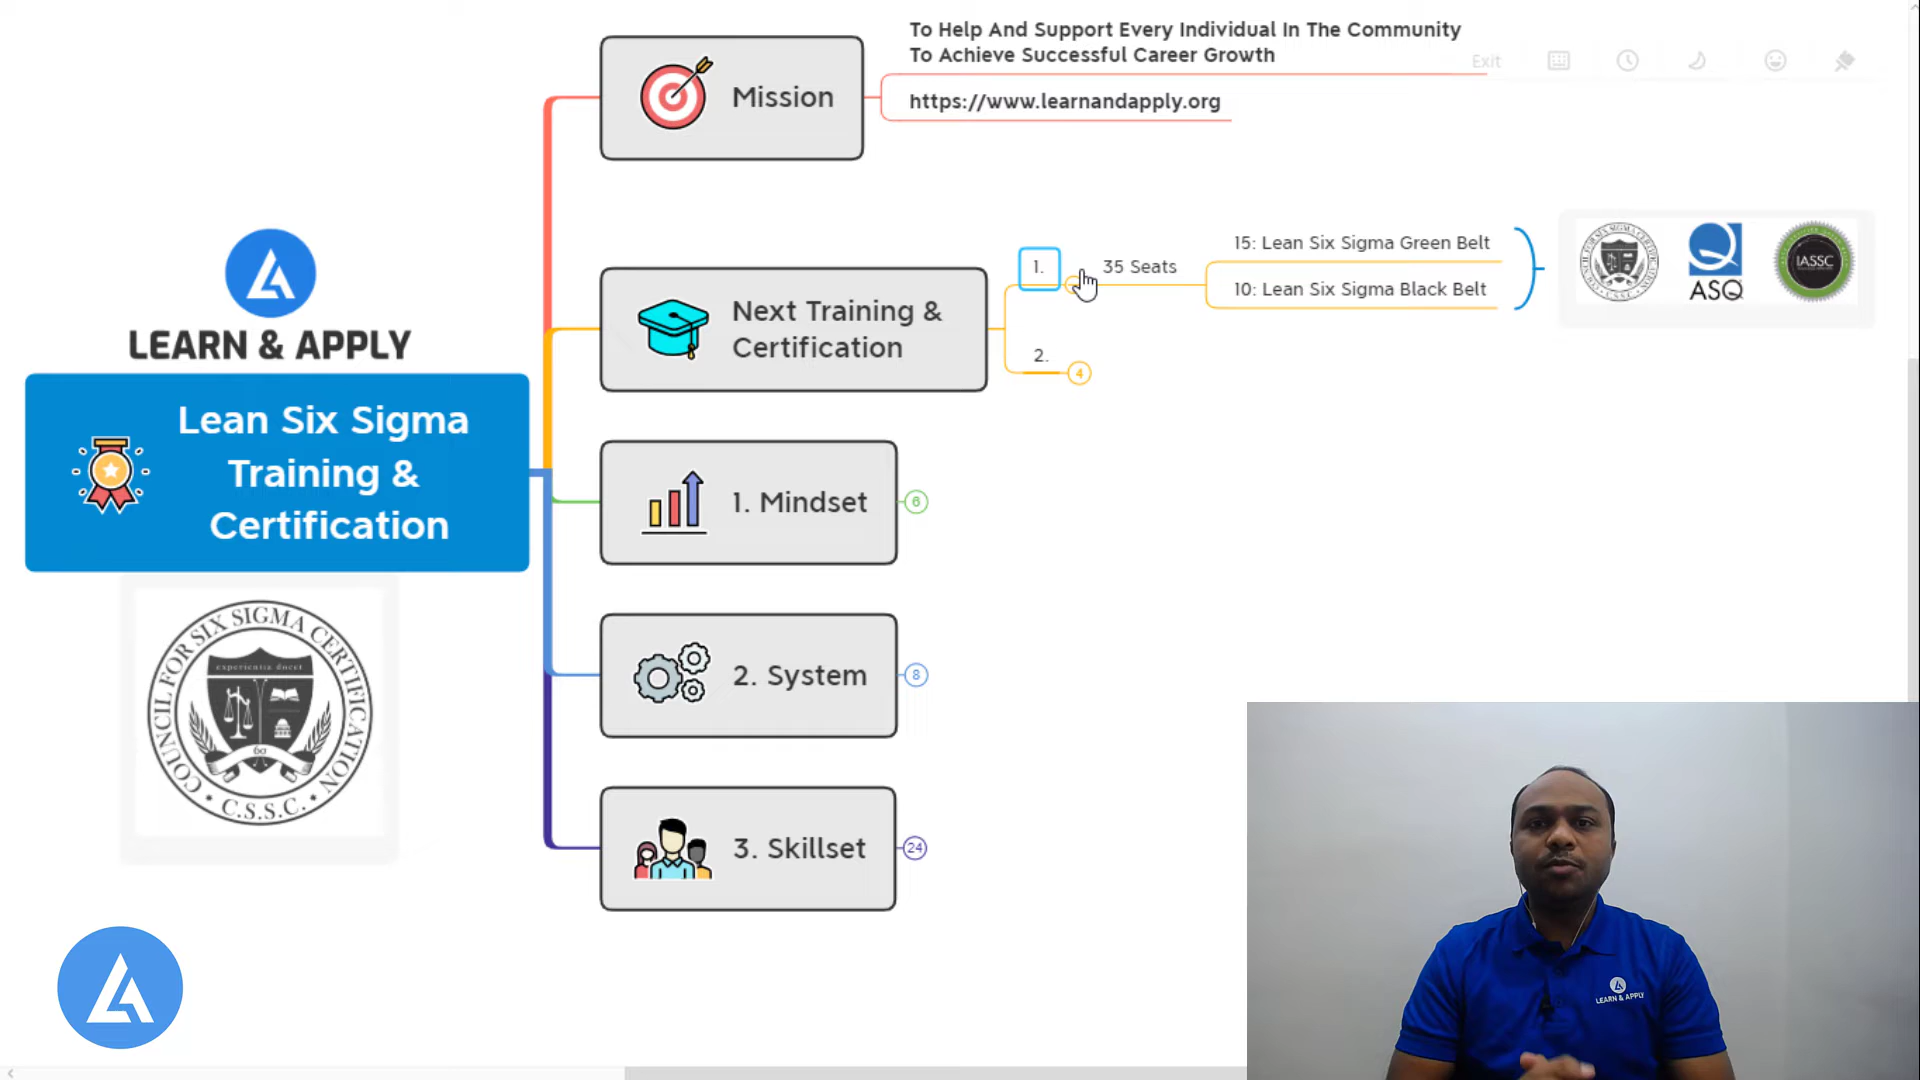 To Help And Support Every Individual In The Community
To Achieve Successful Career Growth
https://www.learnandapply.org
Exit
Mission
LEARN & APPLY
Lean Six Sigma
Training &
Certification
COUNCIL FOR SIX SIGMA CERTIFICATION
experientia docet
6σ
• C.S.S.C. •
Next Training &
Certification
1.
35 Seats
15: Lean Six Sigma Green Belt
10: Lean Six Sigma Black Belt
ASQ
IASSC
2.
4
1. Mindset
6
2. System
8
3. Skillset
24
LEARN & APPLY